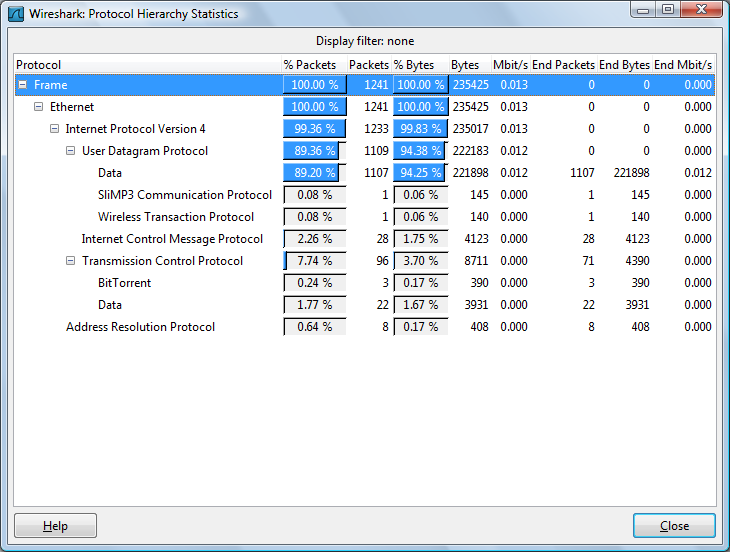 Wireshark: Protocol Hierarchy Statistics
Display filter: none
Protocol % Packets Packets % Bytes Bytes Mbit/s End Packets End Bytes End Mbit/s
Frame 100.00 % 1241 100.00 % 235425 0.013 0 0 0.000
Ethernet 100.00 % 1241 100.00 % 235425 0.013 0 0 0.000
Internet Protocol Version 4 99.36 % 1233 99.83 % 235017 0.013 0 0 0.000
User Datagram Protocol 89.36 % 1109 94.38 % 222183 0.012 0 0 0.000
Data 89.20 % 1107 94.25 % 221898 0.012 1107 221898 0.012
SliMP3 Communication Protocol 0.08 % 1 0.06 % 145 0.000 1 145 0.000
Wireless Transaction Protocol 0.08 % 1 0.06 % 140 0.000 1 140 0.000
Internet Control Message Protocol 2.26 % 28 1.75 % 4123 0.000 28 4123 0.000
Transmission Control Protocol 7.74 % 96 3.70 % 8711 0.000 71 4390 0.000
BitTorrent 0.24 % 3 0.17 % 390 0.000 3 390 0.000
Data 1.77 % 22 1.67 % 3931 0.000 22 3931 0.000
Address Resolution Protocol 0.64 % 8 0.17 % 408 0.000 8 408 0.000
Help Close